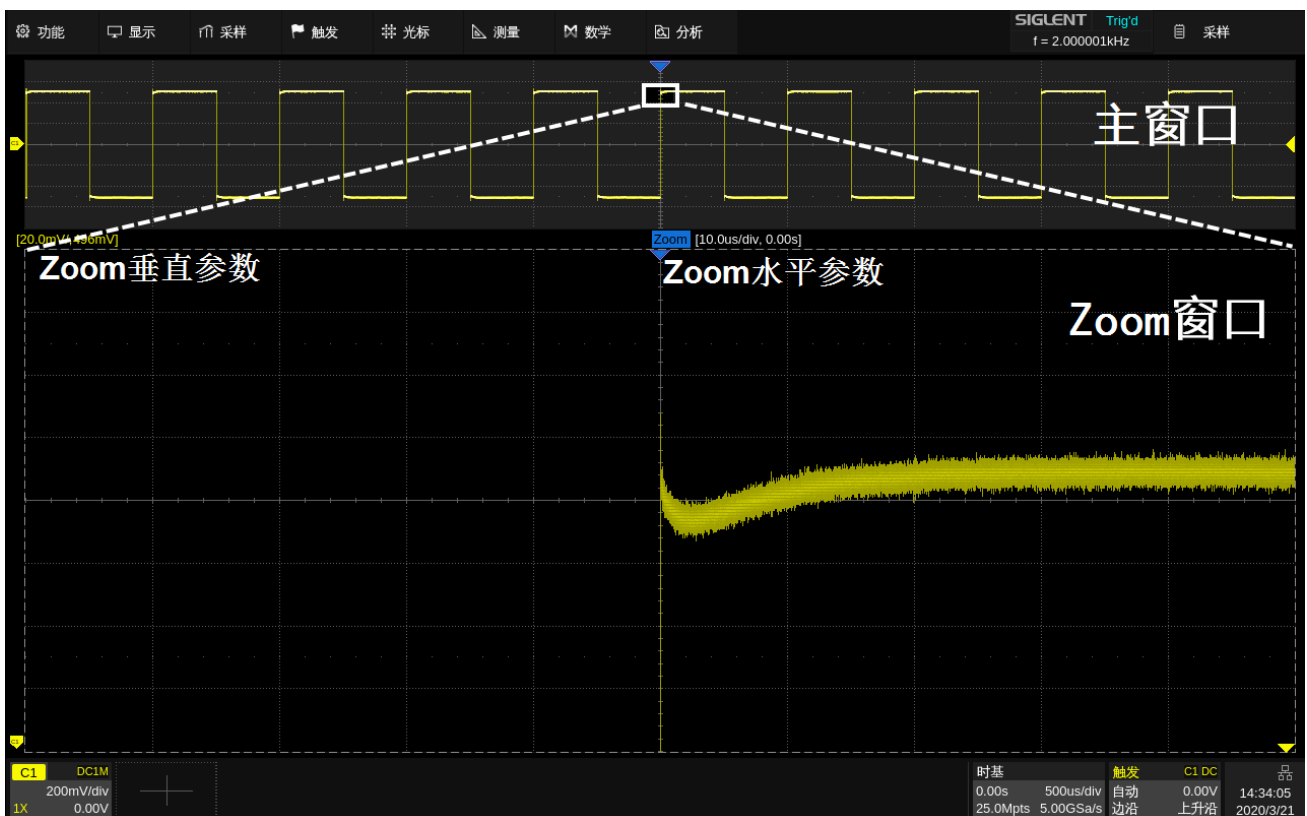 功能 显示 采样 触发 光标 测量 数学 分析 SIGLENT Trig'd 采样
f = 2.000001kHz
主窗口
C1
[20.0mV/ 496mV] Zoom [10.0us/div, 0.00s]
Zoom垂直参数 Zoom水平参数
Zoom窗口
C1
C1 DC1M 时基 触发 C1 DC
200mV/div 0.00s 500us/div 自动 0.00V 14:34:05
1X 0.00V 25.0Mpts 5.00GSa/s 边沿 上升沿 2020/3/21